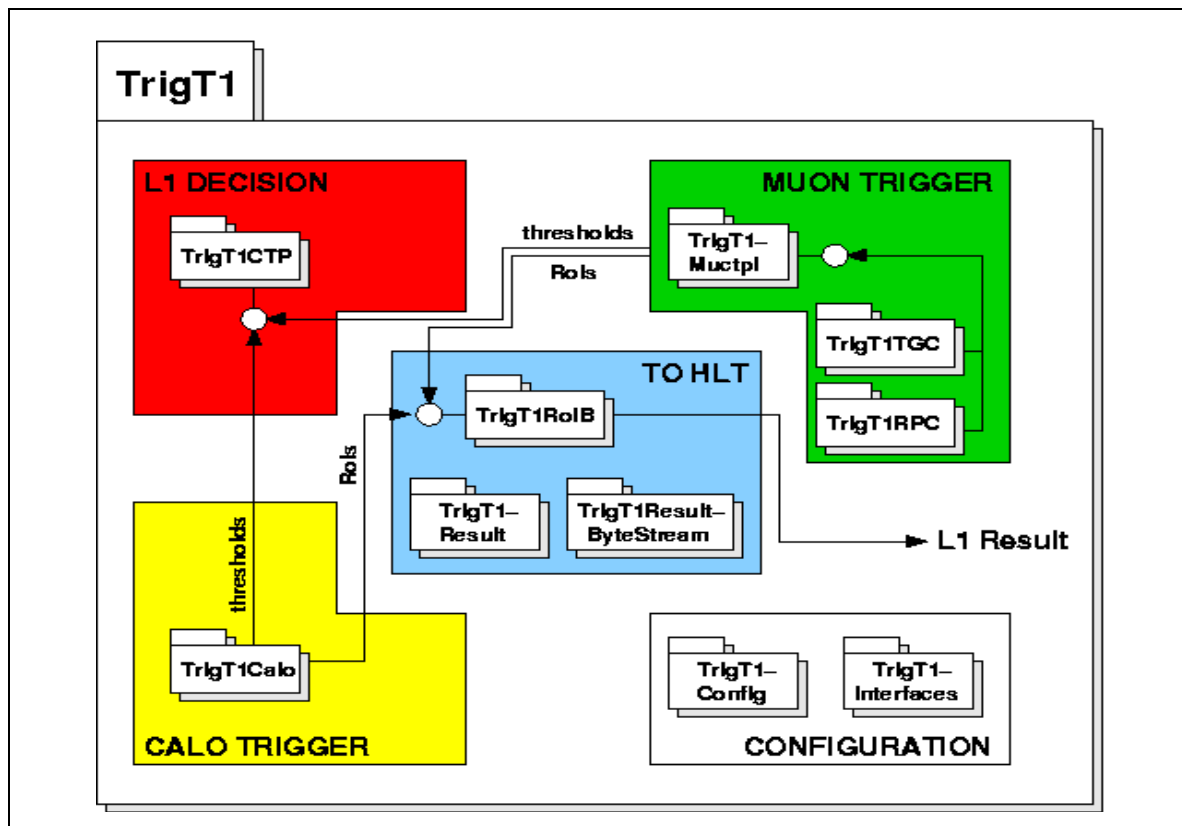 TrigT1
L1 DECISION
TrigT1CTP
thresholds
RoIs
MUON TRIGGER
TrigT1–
Muctpi
TrigT1TGC
TrigT1RPC
TO HLT
TrigT1RoIB
TrigT1–
Result
TrigT1Result–
ByteStream
RoIs
thresholds
L1 Result
TrigT1Calo
CALO TRIGGER
TrigT1–
Config
TrigT1–
Interfaces
CONFIGURATION